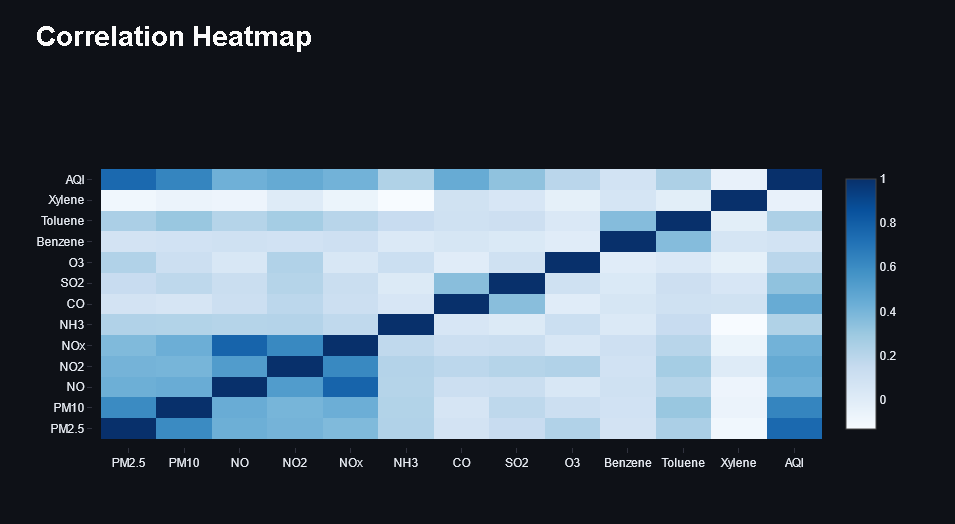 Correlation Heatmap
AQI
Xylene
Toluene
Benzene
O3
SO2
CO
NH3
NOx
NO2
NO
PM10
PM2.5
PM2.5 PM10 NO NO2 NOx NH3 CO SO2 O3 Benzene Toluene Xylene AQI
1
0.8
0.6
0.4
0.2
0